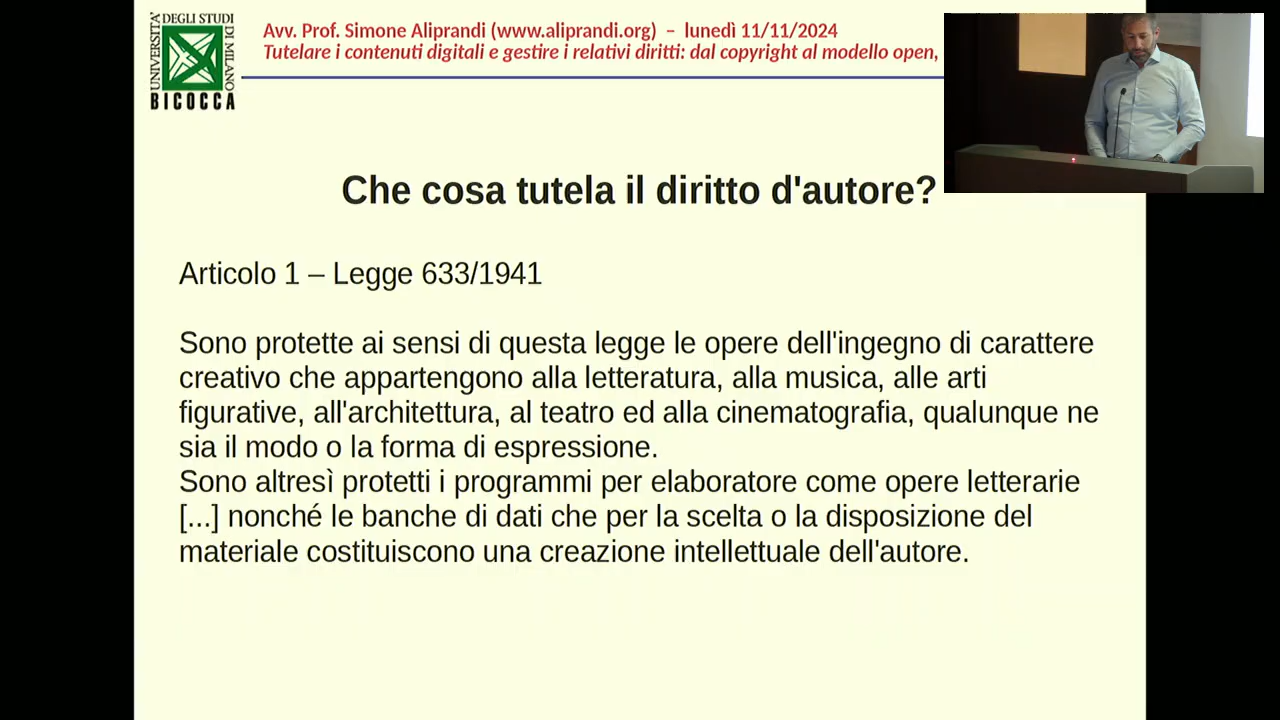 UNIVERSITA'
DEGLI STUDI
DI MILANO
BICOCCA
Avv. Prof. Simone Aliprandi (www.aliprandi.org) – lunedì 11/11/2024
Tutelare i contenuti digitali e gestire i relativi diritti: dal copyright al modello open,
Che cosa tutela il diritto d'autore?
Articolo 1 – Legge 633/1941
Sono protette ai sensi di questa legge le opere dell'ingegno di carattere
creativo che appartengono alla letteratura, alla musica, alle arti
figurative, all'architettura, al teatro ed alla cinematografia, qualunque ne
sia il modo o la forma di espressione.
Sono altresì protetti i programmi per elaboratore come opere letterarie
[...] nonché le banche di dati che per la scelta o la disposizione del
materiale costituiscono una creazione intellettuale dell'autore.